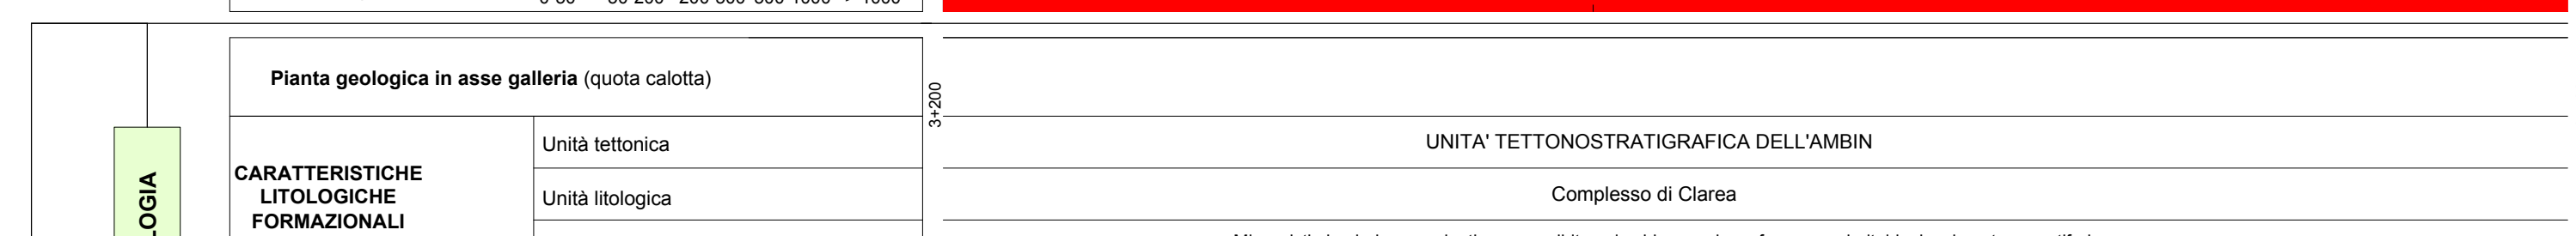 Pianta geologica in asse galleria (quota calotta)
3+200
Unità tettonica
UNITA' TETTONOSTRATIGRAFICA DELL'AMBIN
CARATTERISTICHE
LITOLOGICHE
FORMAZIONALI
Unità litologica
Complesso di Clarea
LOGIA